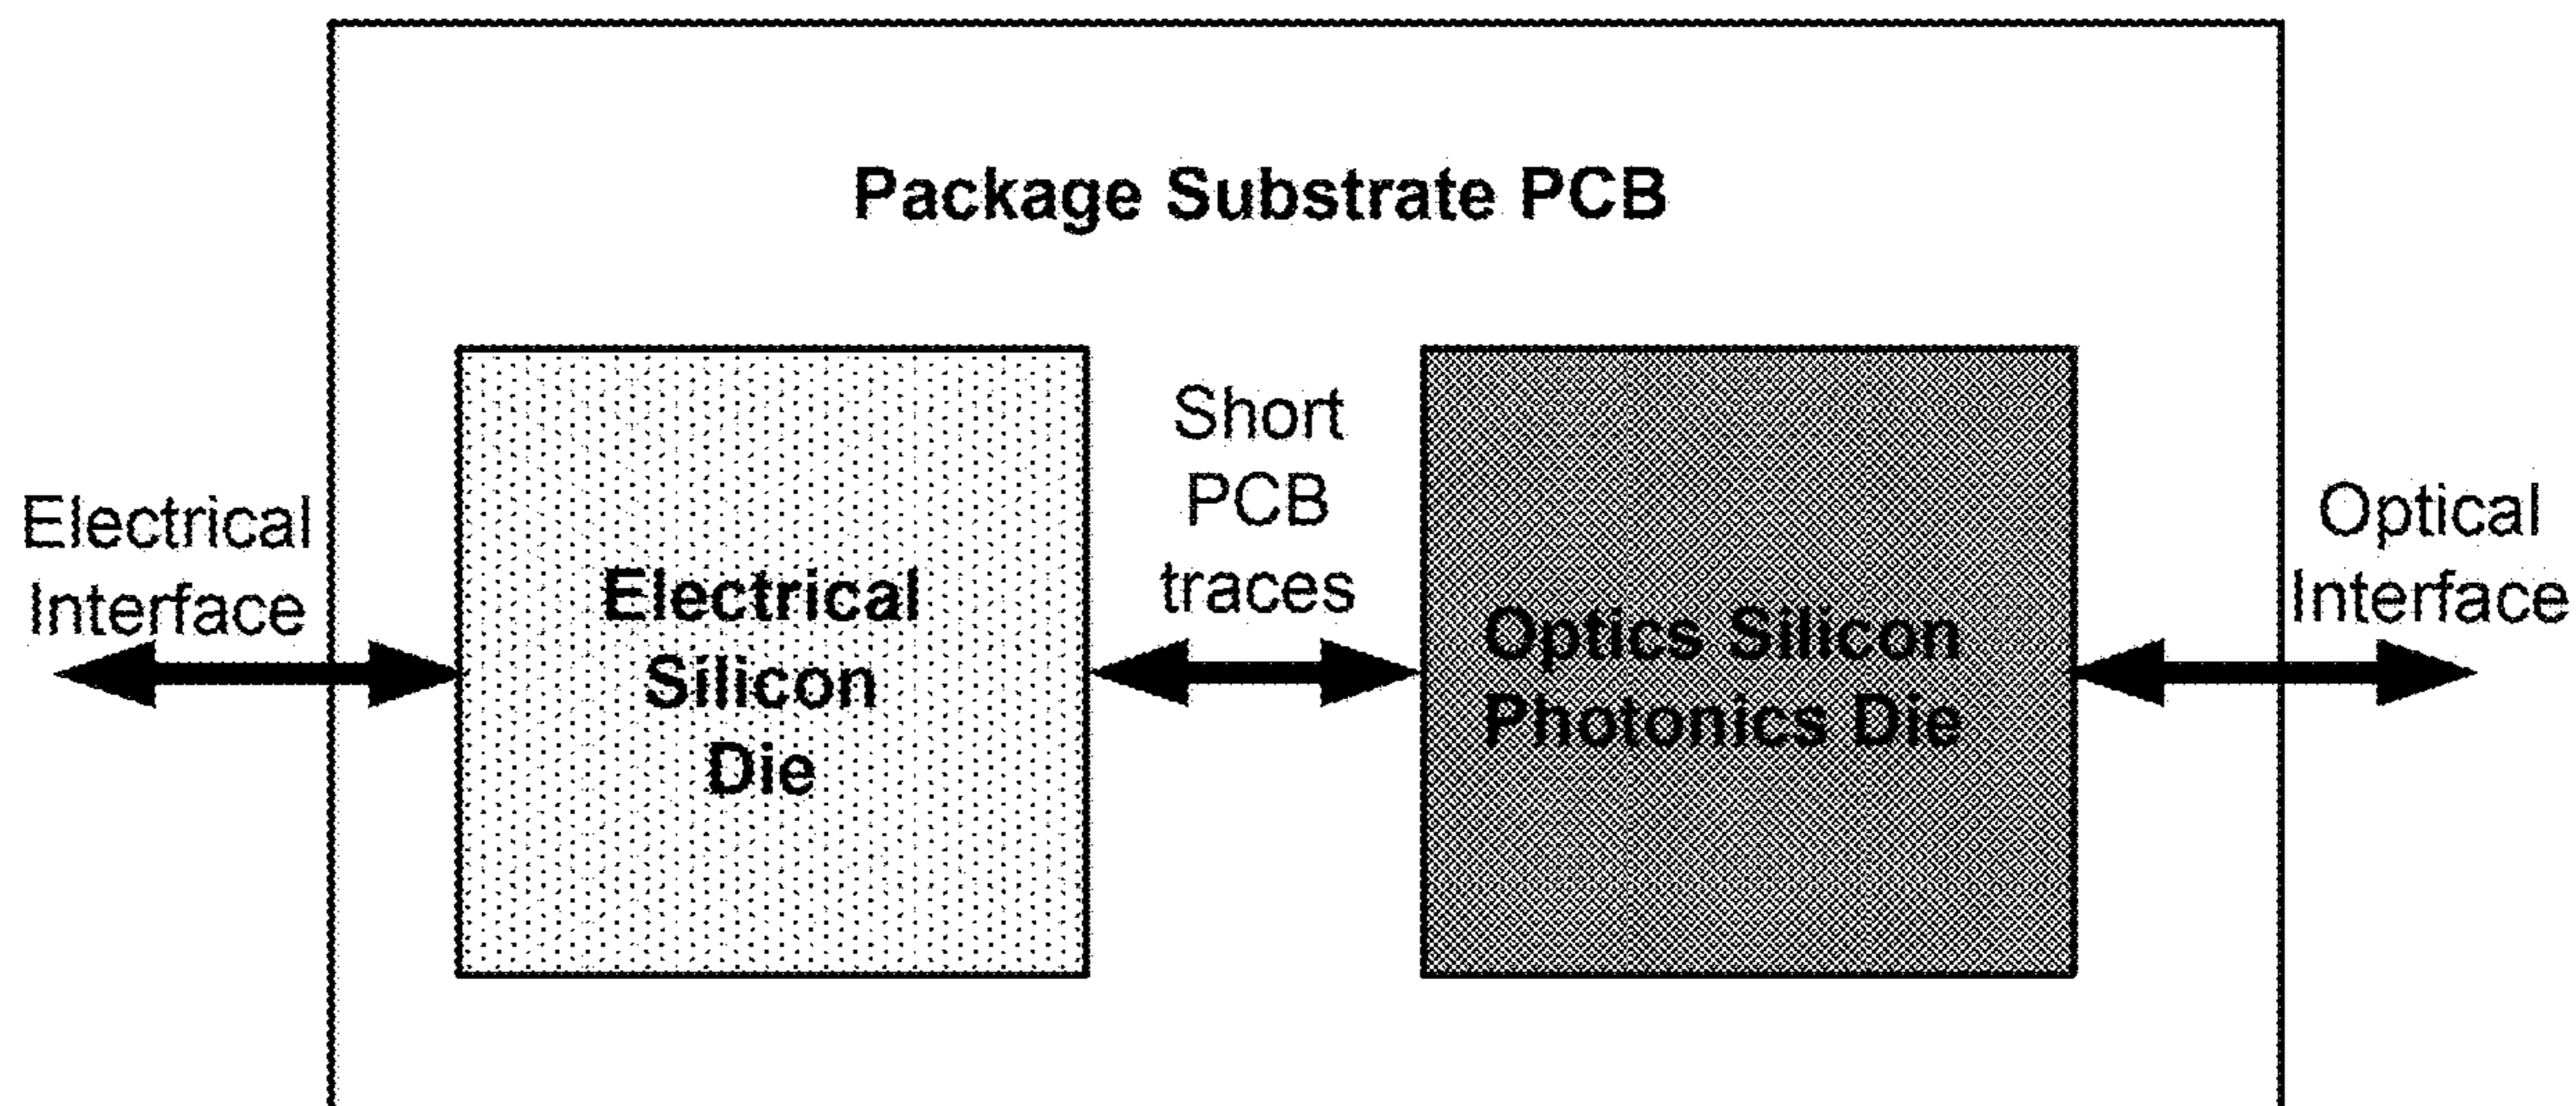 Package Substrate PCB
Electrical
Interface
Electrical
Silicon
Die
Short
PCB
traces
Optics Silicon
Photonics Die
Optical
Interface